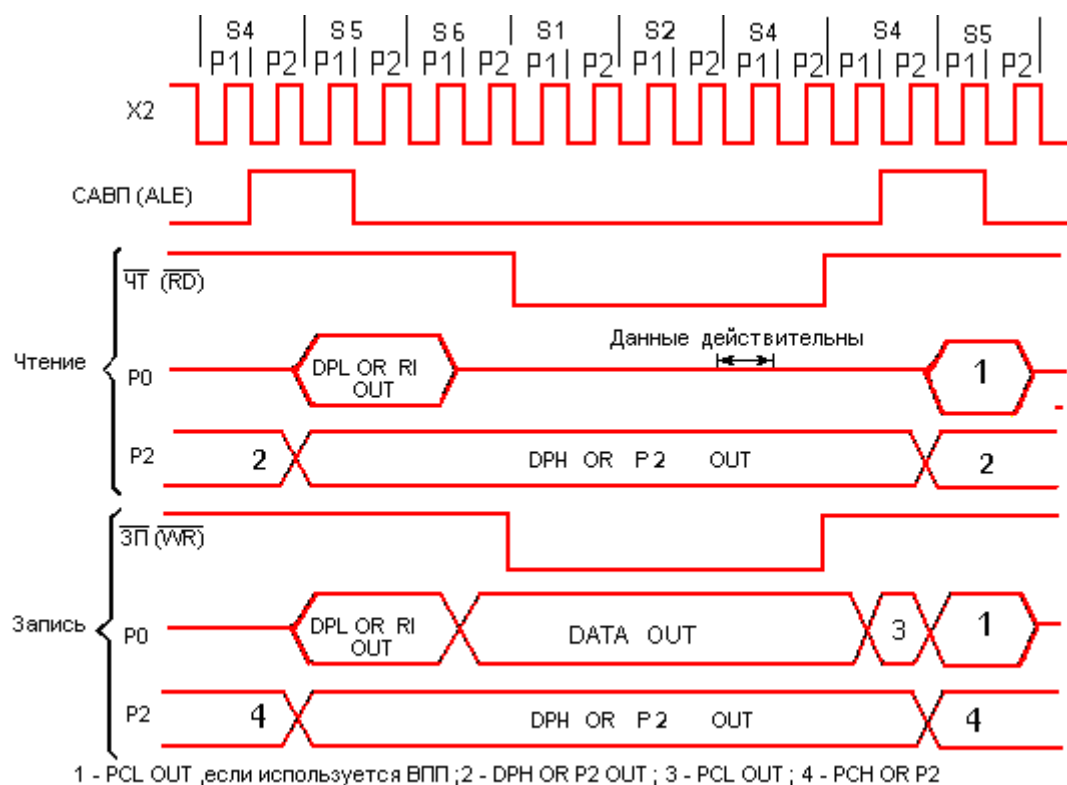 S4 S5 S6 S1 S2 S4 S4 S5
P1 P2 P1 P2 P1 P2 P1 P2 P1 P2 P1 P2 P1 P2 P1 P2
X2
САВП (ALE)
ЧТ (RD)
Данные действительны
Чтение
P0
DPL OR RI
OUT
1
P2
2
DPH OR P2 OUT
2
ЗП (WR)
Запись
P0
DPL OR RI
OUT
DATA OUT
3
1
P2
4
DPH OR P2 OUT
4
1 - PCL OUT ,если используется ВПП ; 2 - DPH OR P2 OUT ; 3 - PCL OUT ; 4 - PCH OR P2